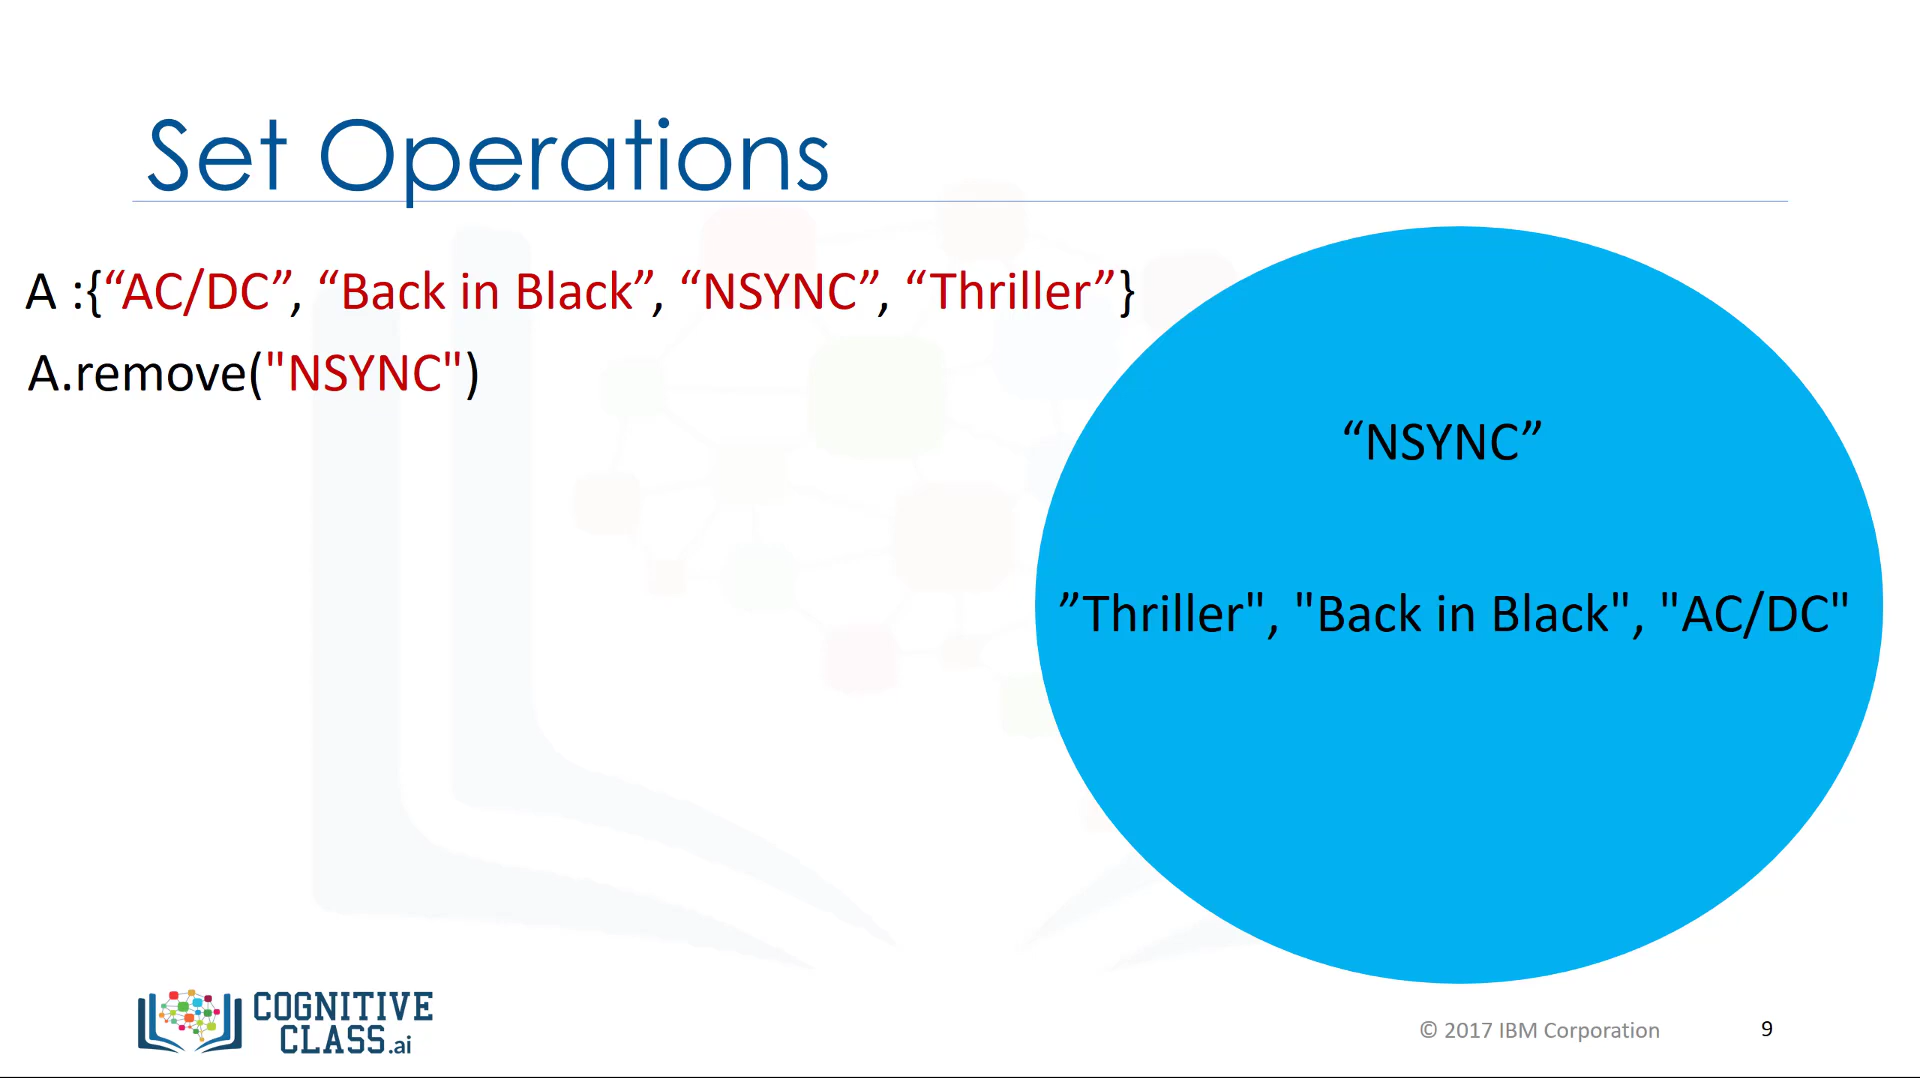 Set Operations
A :{“AC/DC”, “Back in Black”, “NSYNC”, “Thriller”}
A.remove("NSYNC")
“NSYNC”
”Thriller", "Back in Black", "AC/DC"
COGNITIVE
CLASS.ai
© 2017 IBM Corporation
9